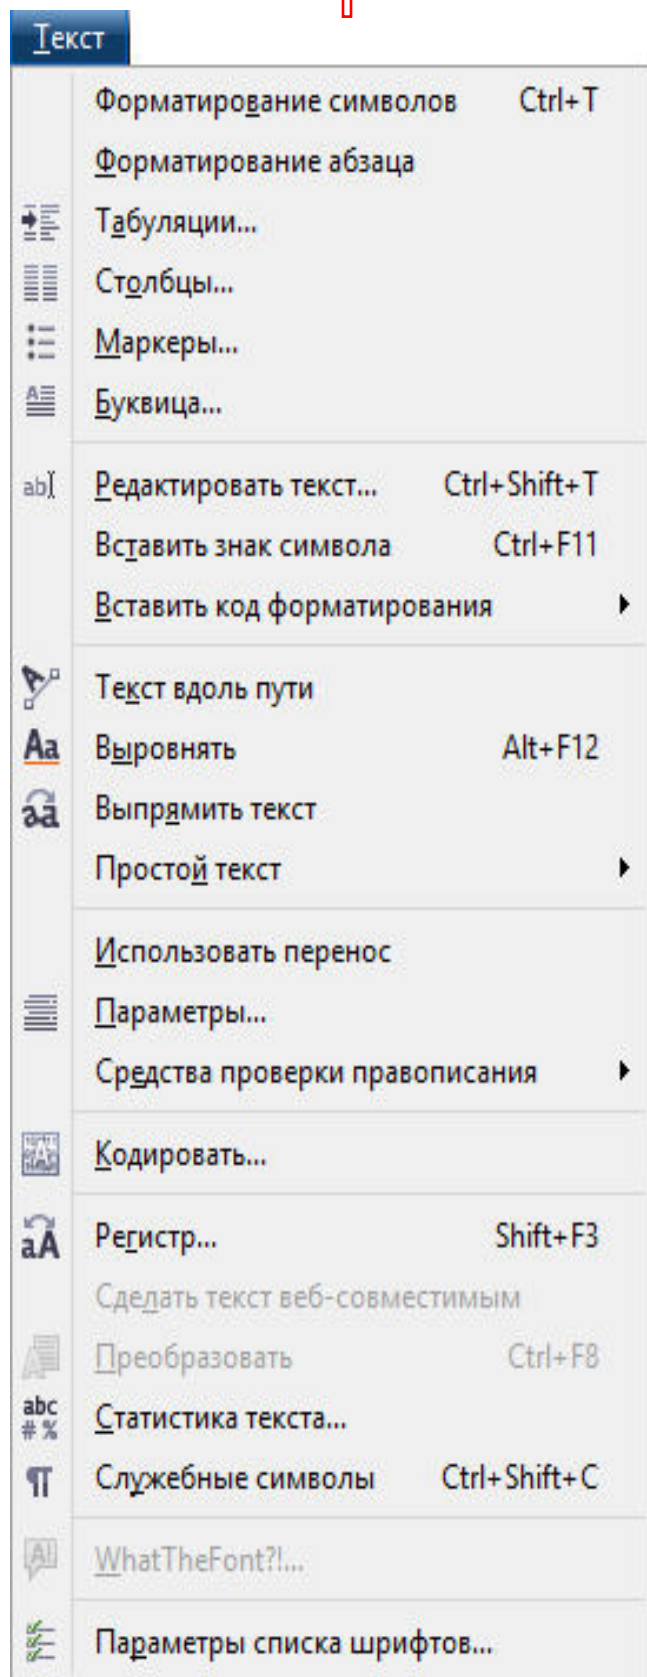 Текст
Форматирование символов Ctrl+T
Форматирование абзаца
Табуляции...
Столбцы...
Маркеры...
Буквица...
Редактировать текст... Ctrl+Shift+T
Вставить знак символа Ctrl+F11
Вставить код форматирования
Текст вдоль пути
Выровнять Alt+F12
Выпрямить текст
Простой текст
Использовать перенос
Параметры...
Средства проверки правописания
Кодировать...
Регистр... Shift+F3
Сделать текст веб-совместимым
Преобразовать Ctrl+F8
Статистика текста...
Служебные символы Ctrl+Shift+C
WhatTheFont?!...
Параметры списка шрифтов...